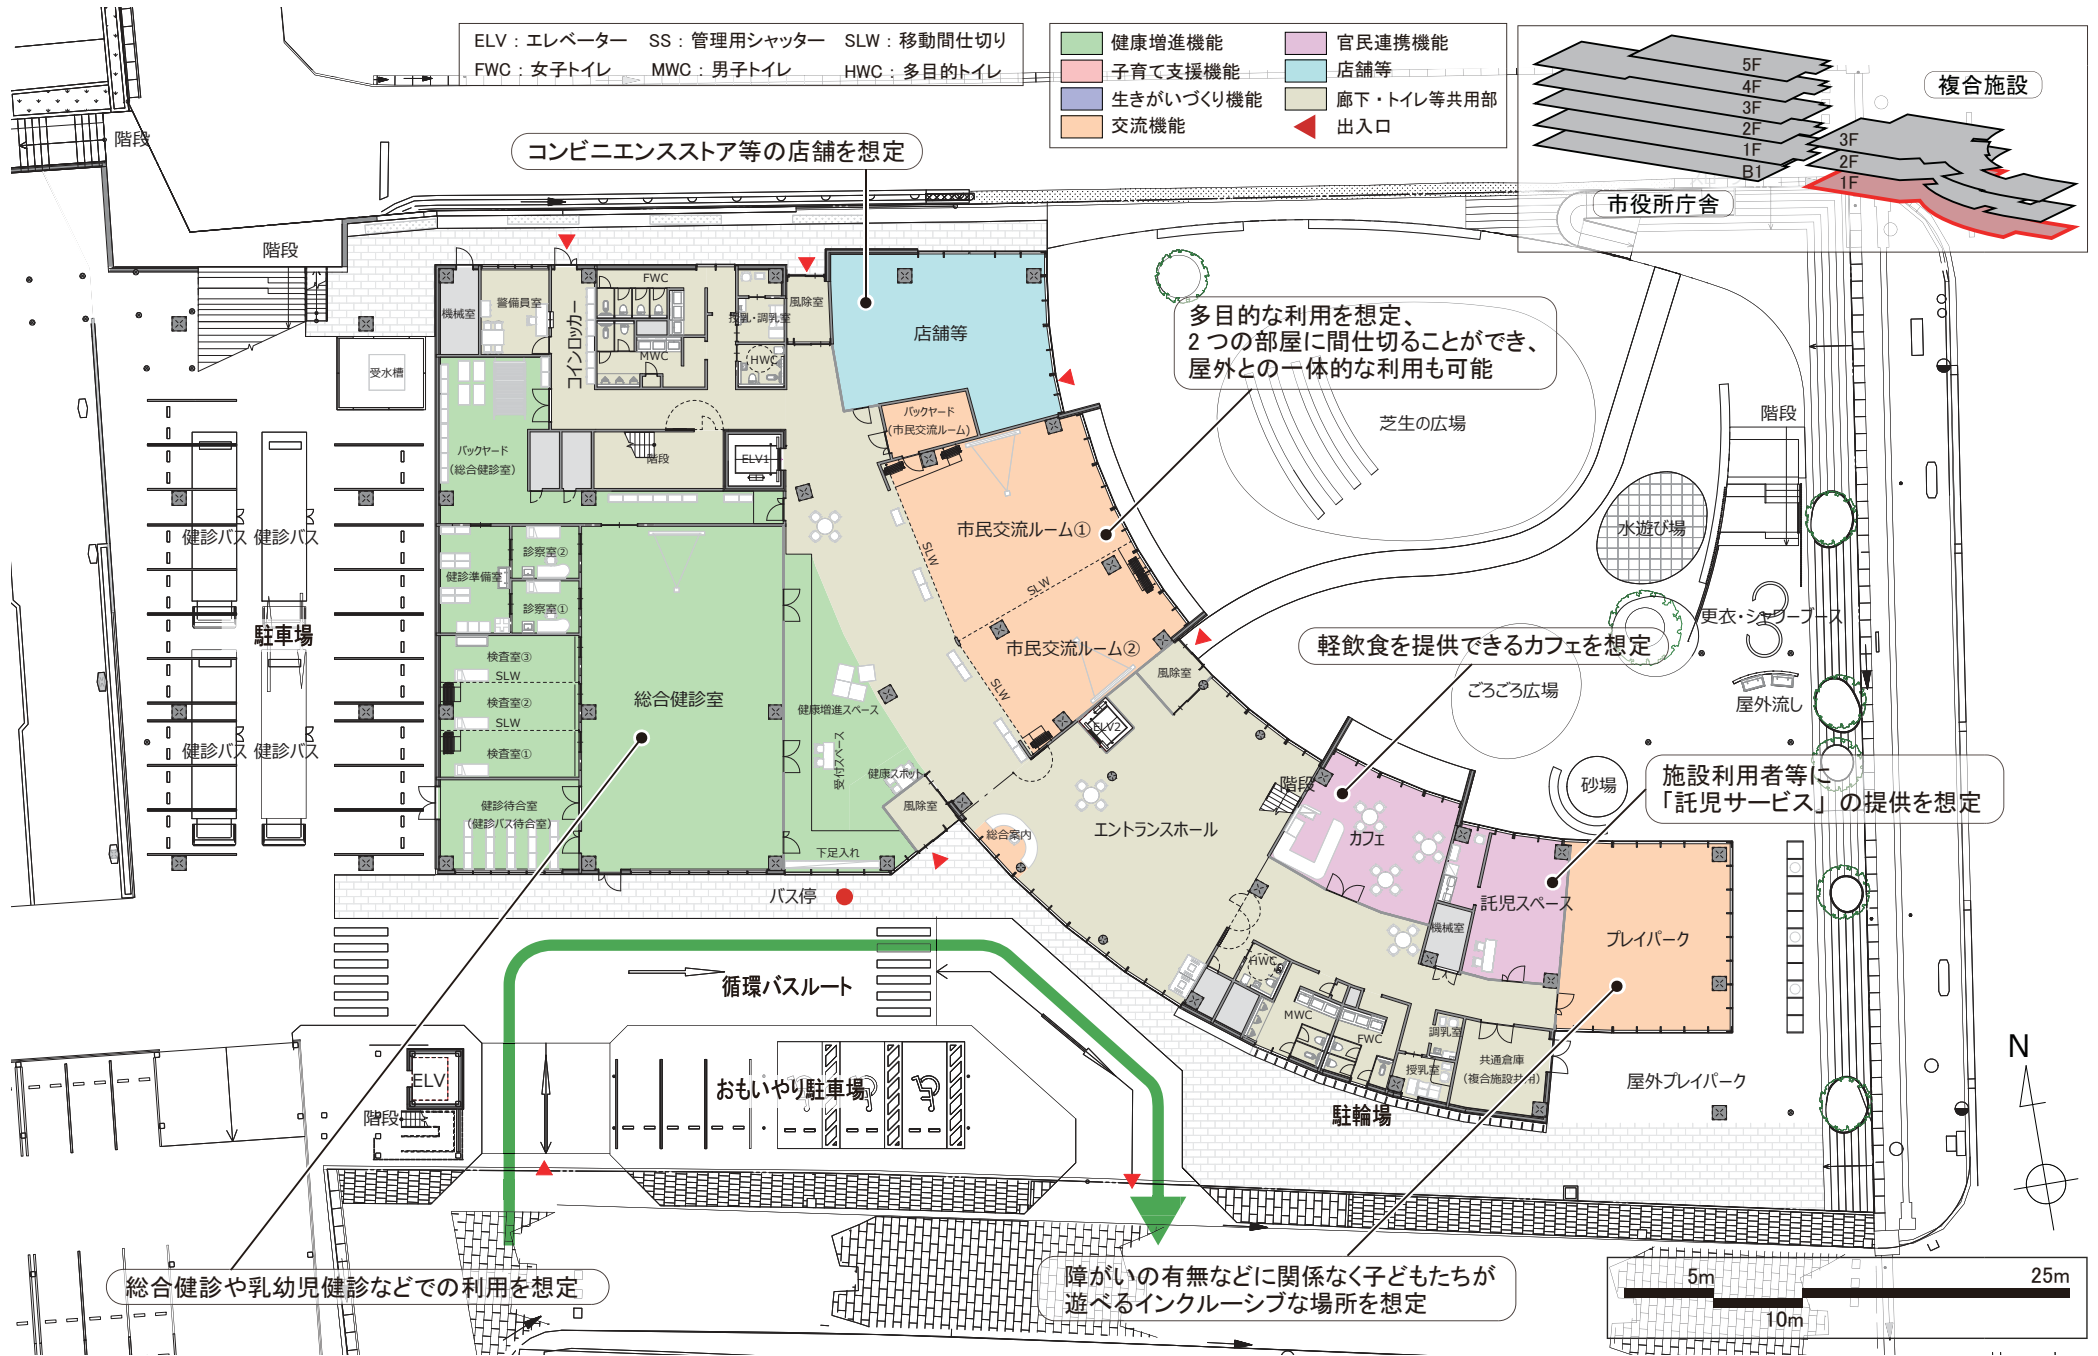 ELV：エレベーター　SS：管理用シャッター　SLW：移動間仕切り
FWC：女子トイレ　MWC：男子トイレ　HWC：多目的トイレ
健康増進機能
子育て支援機能
生きがいづくり機能
交流機能
官民連携機能
店舗等
廊下・トイレ等共用部
出入口
5F
4F
3F
2F
1F
B1
市役所庁舎
複合施設
3F
2F
1F
階段
階段
コンビニエンスストア等の店舗を想定
機械室
警備員室
コインロッカー
FWC
MWC
授乳・調乳室
HWC
風除室
店舗等
多目的な利用を想定、
2つの部屋に間仕切ることができ、
屋外との一体的な利用も可能
芝生の広場
階段
受水槽
バックヤード
（総合健診室）
階段
ELV1
バックヤード
（市民交流ルーム）
市民交流ルーム①
SLW
SLW
市民交流ルーム②
SLW
水遊び場
更衣・シャワーブース
屋外流し
健診バス
健診バス
駐車場
健診バス
健診バス
健診準備室
診察室②
診察室①
検査室③
SLW
検査室②
SLW
検査室①
総合健診室
健康増進スペース
受付スペース
健康スポット
風除室
健診待合室
（健診バス待合室）
下足入れ
風除室
ELV2
軽飲食を提供できるカフェを想定
ごろごろ広場
砂場
施設利用者等に
「託児サービス」の提供を想定
階段
総合案内
エントランスホール
カフェ
託児スペース
機械室
プレイパーク
バス停
循環バスルート
HWC
MWC
FWC
調乳室
授乳室
共通倉庫
（複合施設共用）
屋外プレイパーク
駐輪場
おもいやり駐車場
ELV
階段
N
総合健診や乳幼児健診などでの利用を想定
障がいの有無などに関係なく子どもたちが
遊べるインクルーシブな場所を想定
5m
25m
10m